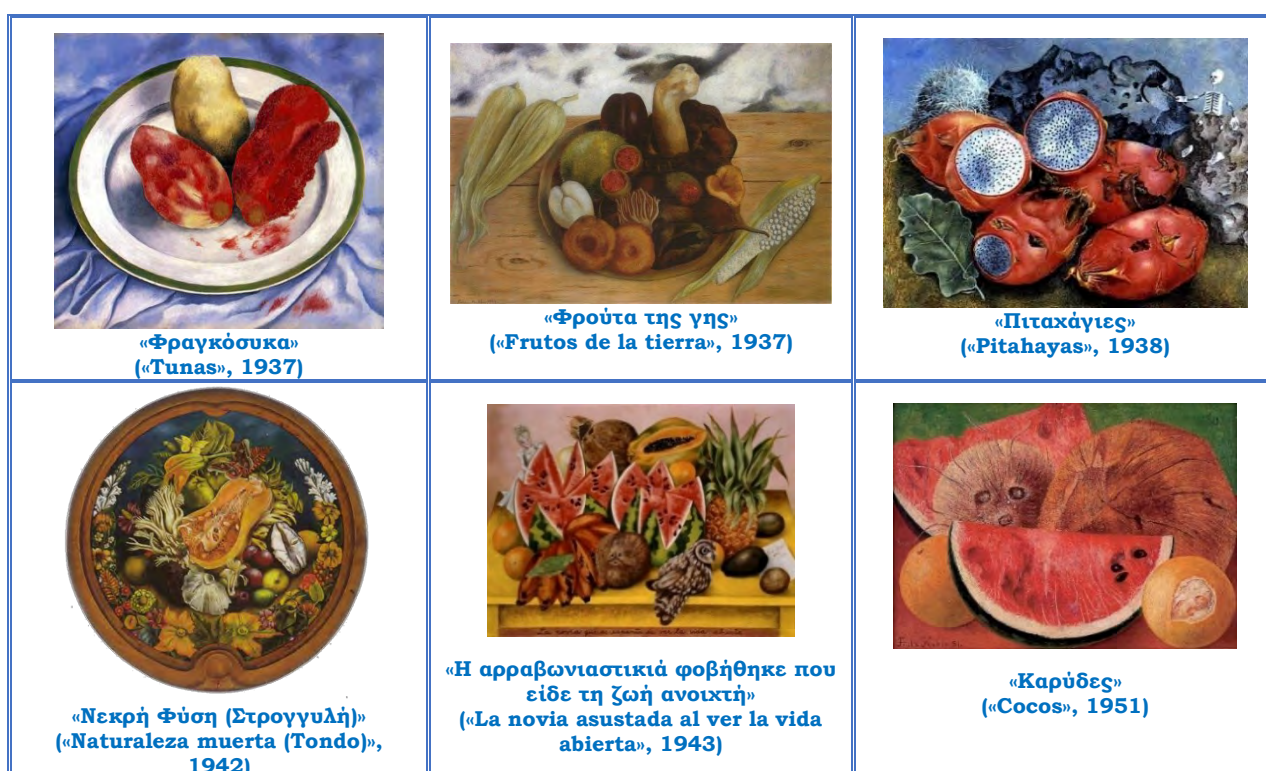 «Φραγκόσυκα»
(«Tunas», 1937)
«Φρούτα της γης»
(«Frutos de la tierra», 1937)
«Πιταχάγιες»
(«Pitahayas», 1938)
«Νεκρή Φύση (Στρογγυλή)»
(«Naturaleza muerta (Tondo)»,
1942)
«Η αρραβωνιαστικιά φοβήθηκε που
είδε τη ζωή ανοιχτή»
(«La novia asustada al ver la vida
abierta», 1943)
«Καρύδες»
(«Cocos», 1951)